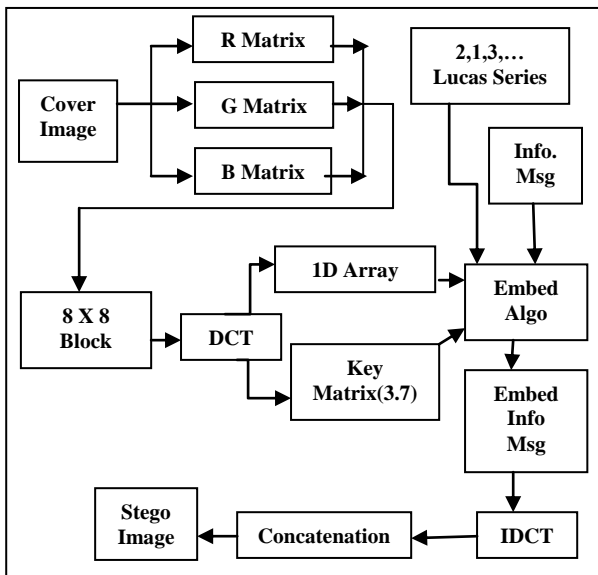 R Matrix
2,1,3,…
Lucas Series
Cover
Image
G Matrix
B Matrix
Info.
Msg
1D Array
Embed
Algo
8 X 8
Block
DCT
Key
Matrix(3.7)
Embed
Info
Msg
Stego
Image
Concatenation
IDCT